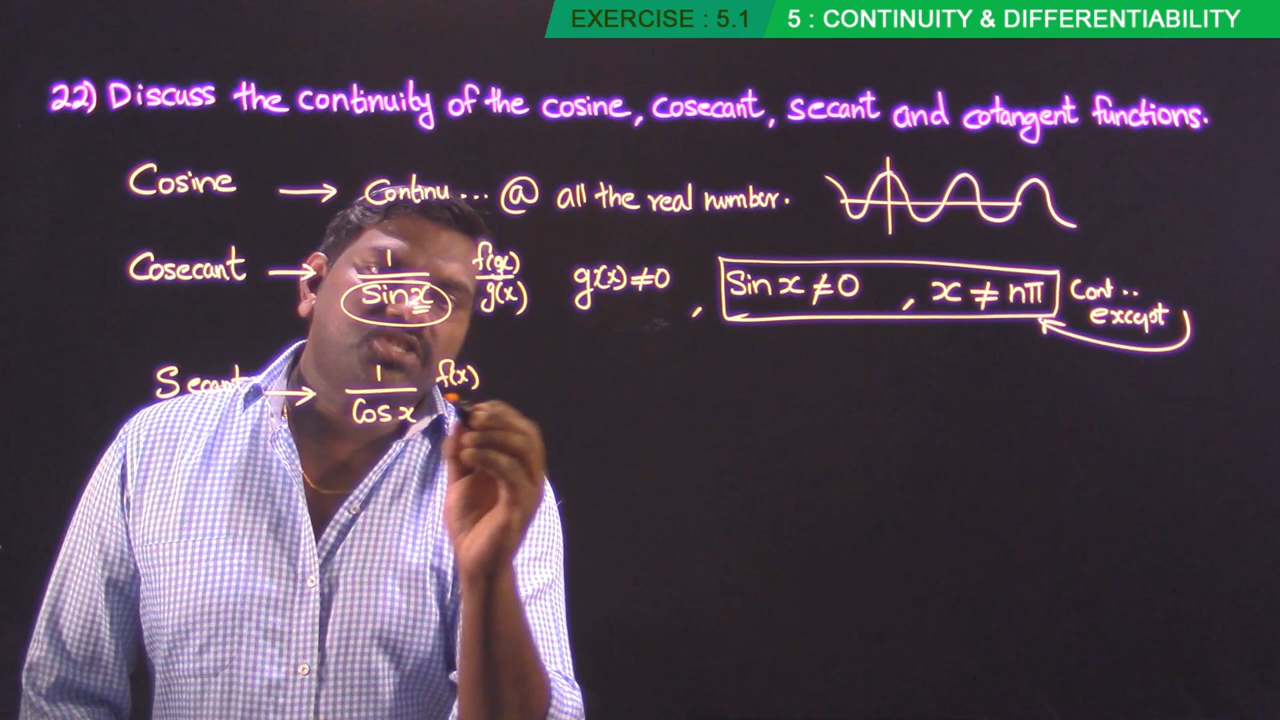 EXERCISE : 5.1 5 : CONTINUITY & DIFFERENTIABILITY
22) Discuss the continuity of the cosine, cosecant, secant and cotangent functions.
Cosine → Continu... @ all the real number.
Cosecant → 1/Sinx f(x)/g(x) g(x)≠0 , Sin x ≠ 0 , x ≠ nπ Cont.. except
Secant → 1/Cos x f(x)